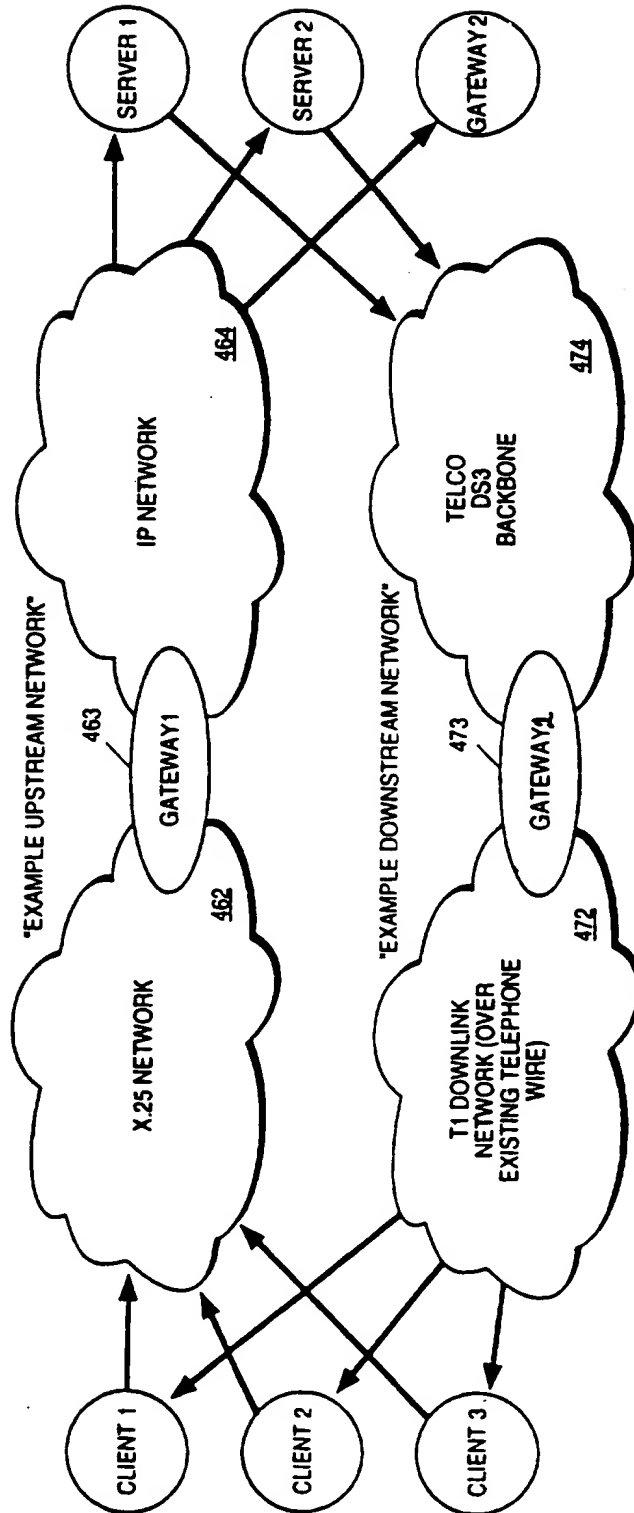 CLIENT 1
CLIENT 2
CLIENT 3
"EXAMPLE UPSTREAM NETWORK"
X.25 NETWORK
462
463
GATEWAY1
IP NETWORK
464
"EXAMPLE DOWNSTREAM NETWORK"
T1 DOWNLINK
NETWORK (OVER
EXISTING TELEPHONE
WIRE)
472
473
GATEWAY2
TELCO
DS3
BACKBONE
474
SERVER 1
SERVER 2
GATEWAY2